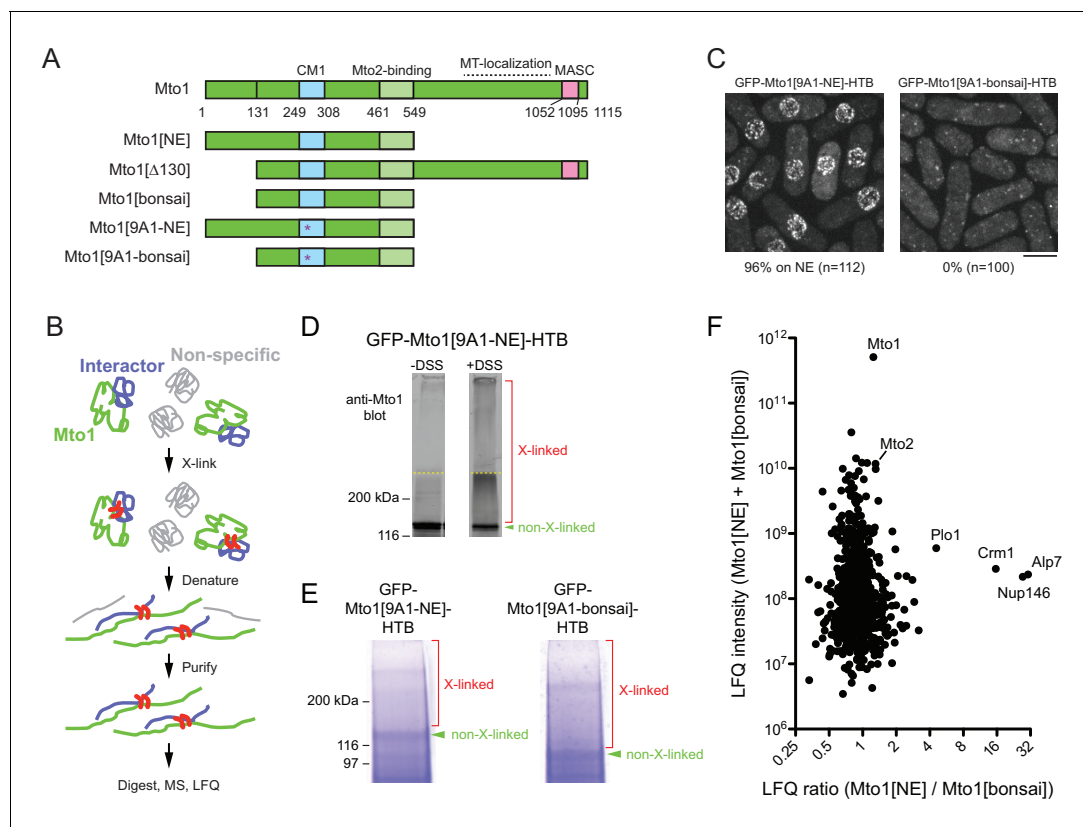 A
CM1
Mto2-binding
MT-localization
MASC
Mto1
1
131
249
308
461
549
1052
1095
1115
Mto1[NE]
Mto1[Δ130]
Mto1[bonsai]
Mto1[9A1-NE]
*
Mto1[9A1-bonsai]
*
B
Interactor
Non-specific
Mto1
X-link
Denature
Purify
Digest, MS, LFQ
C
GFP-Mto1[9A1-NE]-HTB
GFP-Mto1[9A1-bonsai]-HTB
96% on NE (n=112)
0% (n=100)
D
GFP-Mto1[9A1-NE]-HTB
-DSS
+DSS
anti-Mto1
blot
X-linked
200 kDa
non-X-linked
116
E
GFP-
Mto1[9A1-NE]-
HTB
GFP-
Mto1[9A1-bonsai]-
HTB
X-linked
X-linked
200 kDa
non-X-linked
116
97
non-X-linked
F
LFQ intensity (Mto1[NE] + Mto1[bonsai])
10¹²
10¹¹
10¹⁰
10⁹
10⁸
10⁷
10⁶
Mto1
Mto2
Plo1
Crm1
Alp7
Nup146
0.25
0.5
1
2
4
8
16
32
LFQ ratio (Mto1[NE] / Mto1[bonsai])